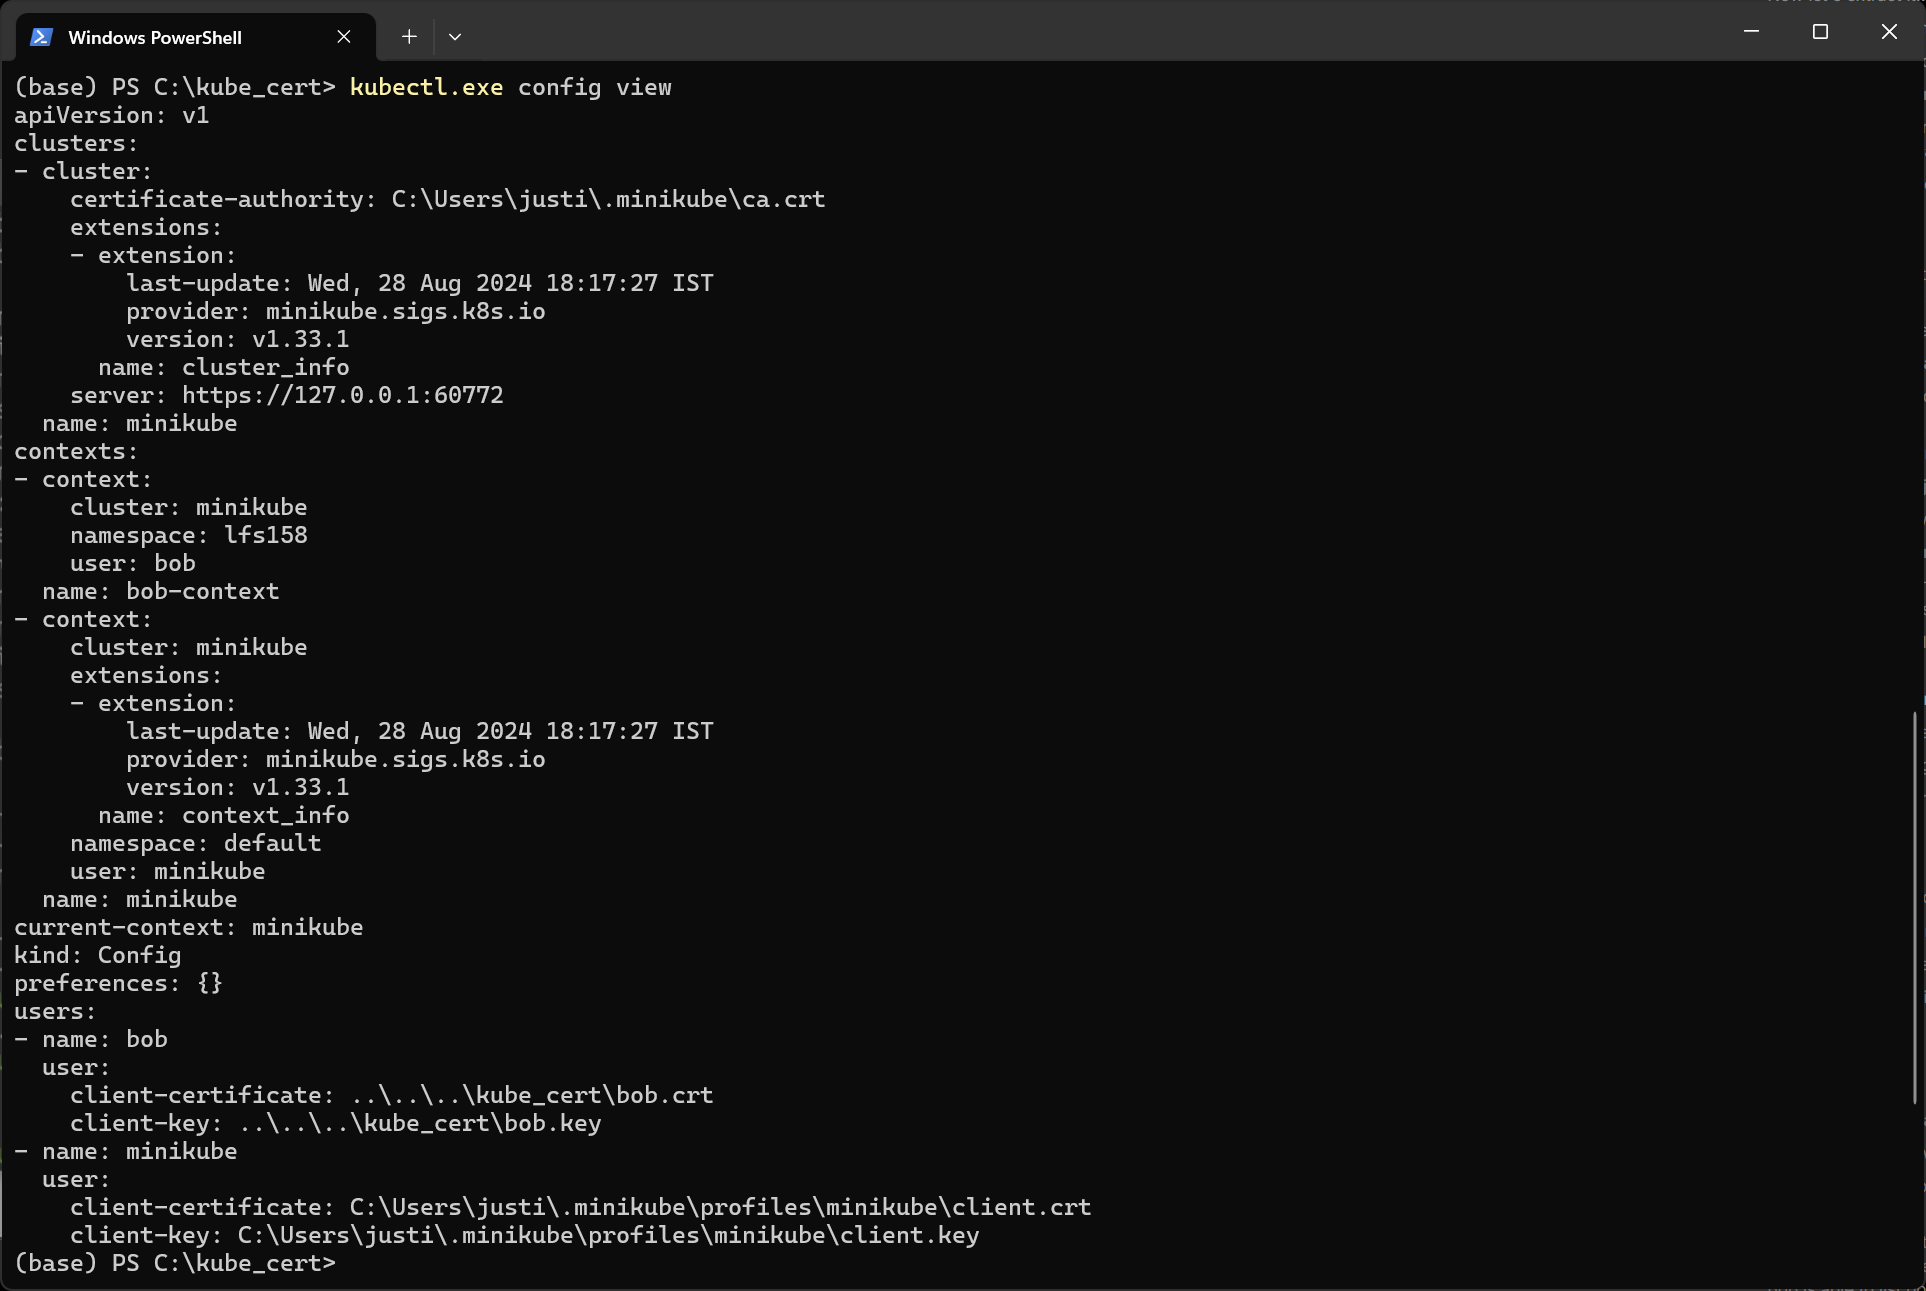 Windows PowerShell
(base) PS C:\kube_cert> kubectl.exe config view
apiVersion: v1
clusters:
- cluster:
    certificate-authority: C:\Users\justi\.minikube\ca.crt
    extensions:
    - extension:
        last-update: Wed, 28 Aug 2024 18:17:27 IST
        provider: minikube.sigs.k8s.io
        version: v1.33.1
      name: cluster_info
    server: https://127.0.0.1:60772
  name: minikube
contexts:
- context:
    cluster: minikube
    namespace: lfs158
    user: bob
  name: bob-context
- context:
    cluster: minikube
    extensions:
    - extension:
        last-update: Wed, 28 Aug 2024 18:17:27 IST
        provider: minikube.sigs.k8s.io
        version: v1.33.1
      name: context_info
    namespace: default
    user: minikube
  name: minikube
current-context: minikube
kind: Config
preferences: {}
users:
- name: bob
  user:
    client-certificate: ..\..\..\kube_cert\bob.crt
    client-key: ..\..\..\kube_cert\bob.key
- name: minikube
  user:
    client-certificate: C:\Users\justi\.minikube\profiles\minikube\client.crt
    client-key: C:\Users\justi\.minikube\profiles\minikube\client.key
(base) PS C:\kube_cert>